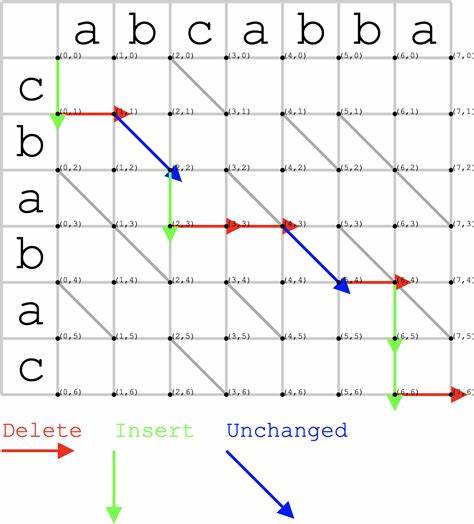 a b c a b b a
(0,0) (1,0) (2,0) (3,0) (4,0) (5,0) (6,0) (7,0)
c
(0,1) (1,1) (2,1) (3,1) (4,1) (5,1) (6,1) (7,1)
b
(0,2) (1,2) (2,2) (3,2) (4,2) (5,2) (6,2) (7,2)
a
(0,3) (1,3) (2,3) (3,3) (4,3) (5,3) (6,3) (7,3)
b
(0,4) (1,4) (2,4) (3,4) (4,4) (5,4) (6,4) (7,4)
a
(0,5) (1,5) (2,5) (3,5) (4,5) (5,5) (6,5) (7,5)
c
(0,6) (1,6) (2,6) (3,6) (4,6) (5,6) (6,6) (7,6)
Delete Insert Unchanged